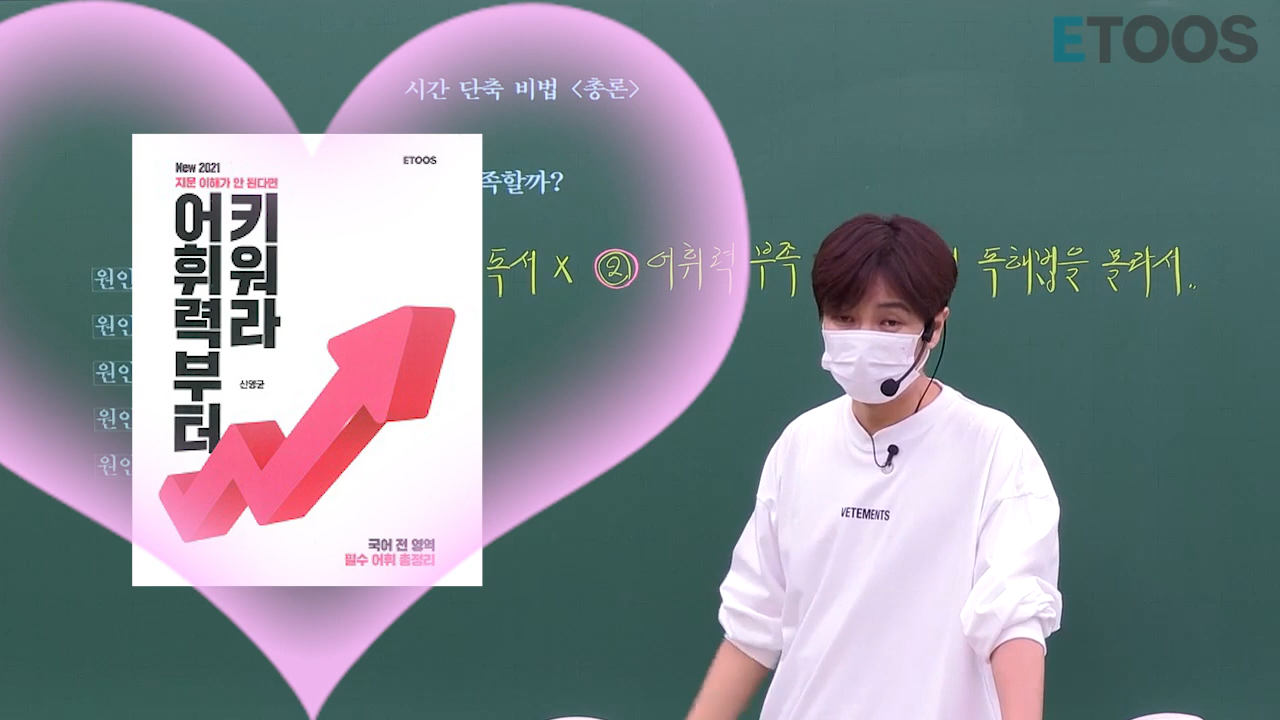 ETOOS
시간 단축 비법 <총론>
족할까?
독서 X ② 어휘력 부족 독해법을 몰라서..
원인
원인
원인
원인
원인
New 2021
ETOOS
지문 이해가 안 된다면
어휘력부터
키워라
신영균
국어 전 영역
필수 어휘 총정리
VETEMENTS